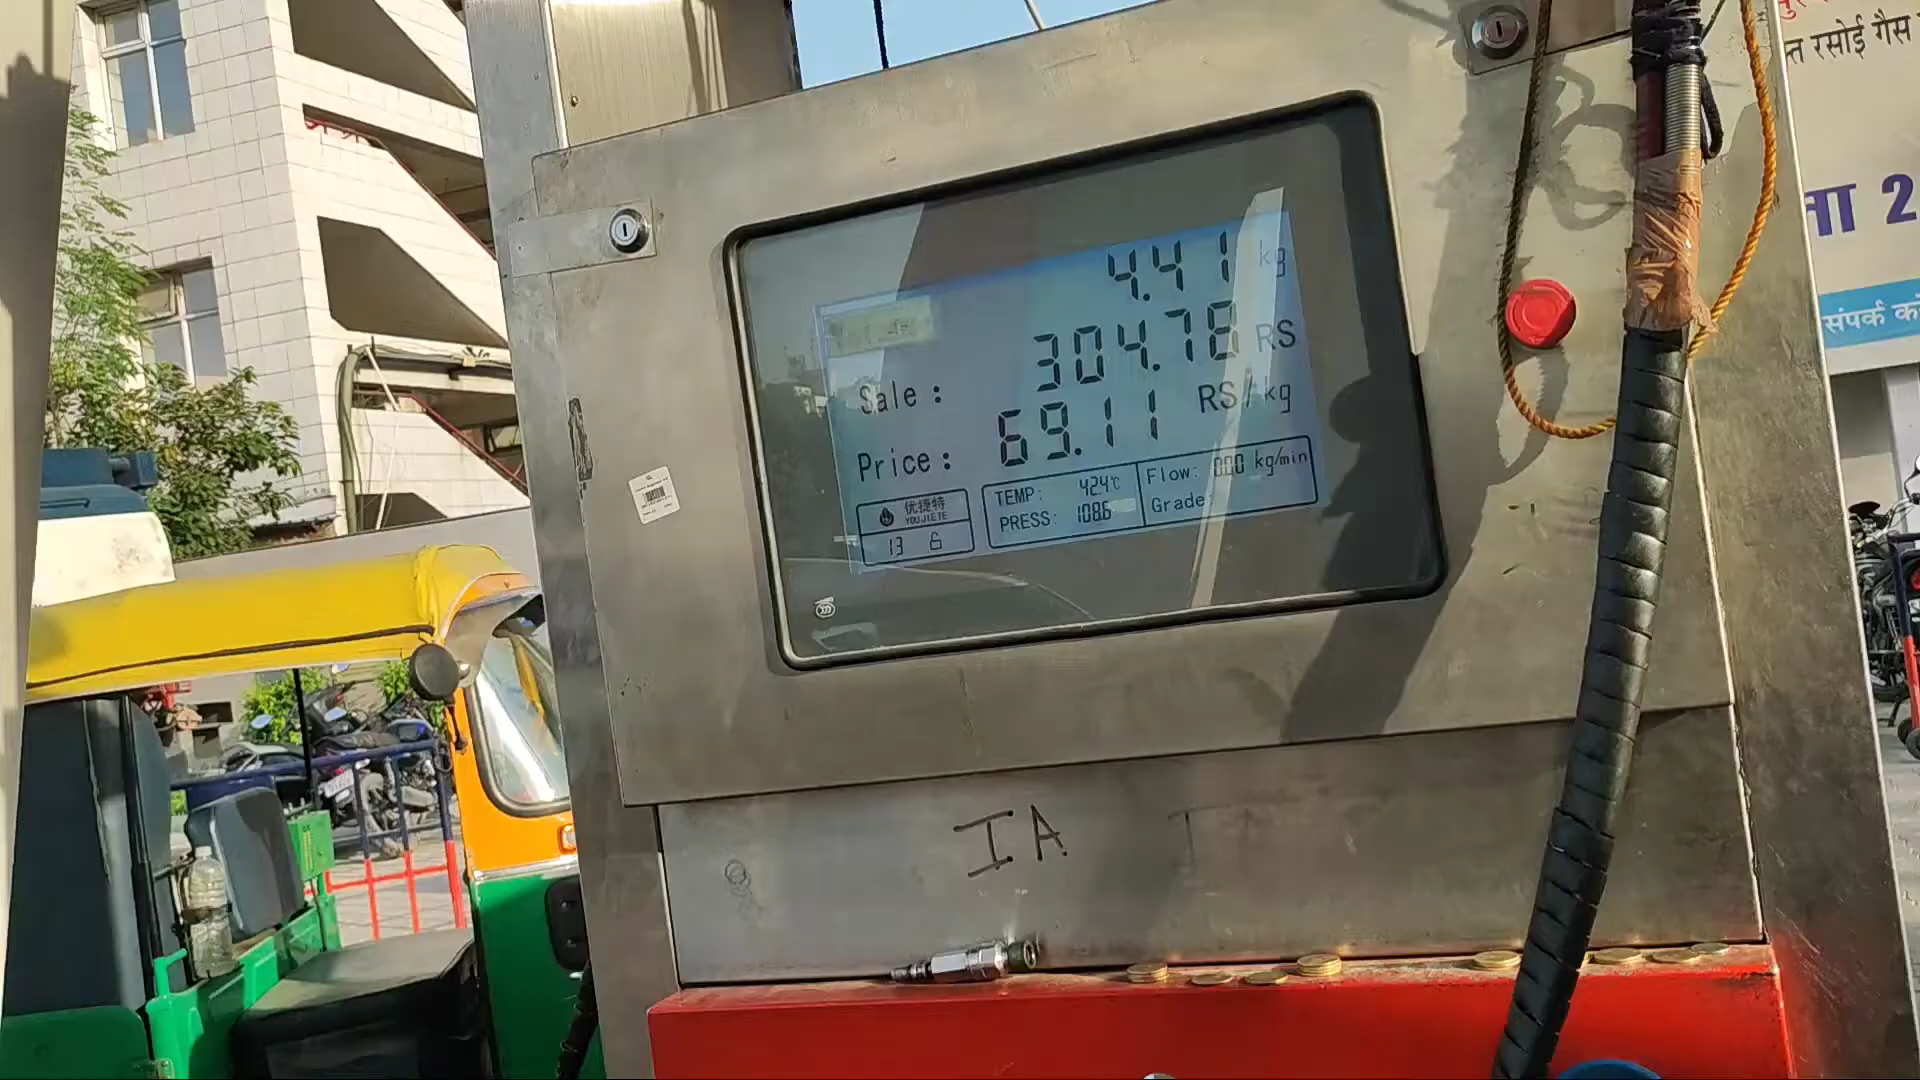 4.41 kg
Sale: 304.78 RS
Price: 69.11 RS/kg
优捷特
YOUJIETE
13 6
TEMP: 42.4℃
PRESS: 108.6
Flow: 0.00 kg/min
Grade:
IA
रसोई गैस
ता 2
संपर्क क